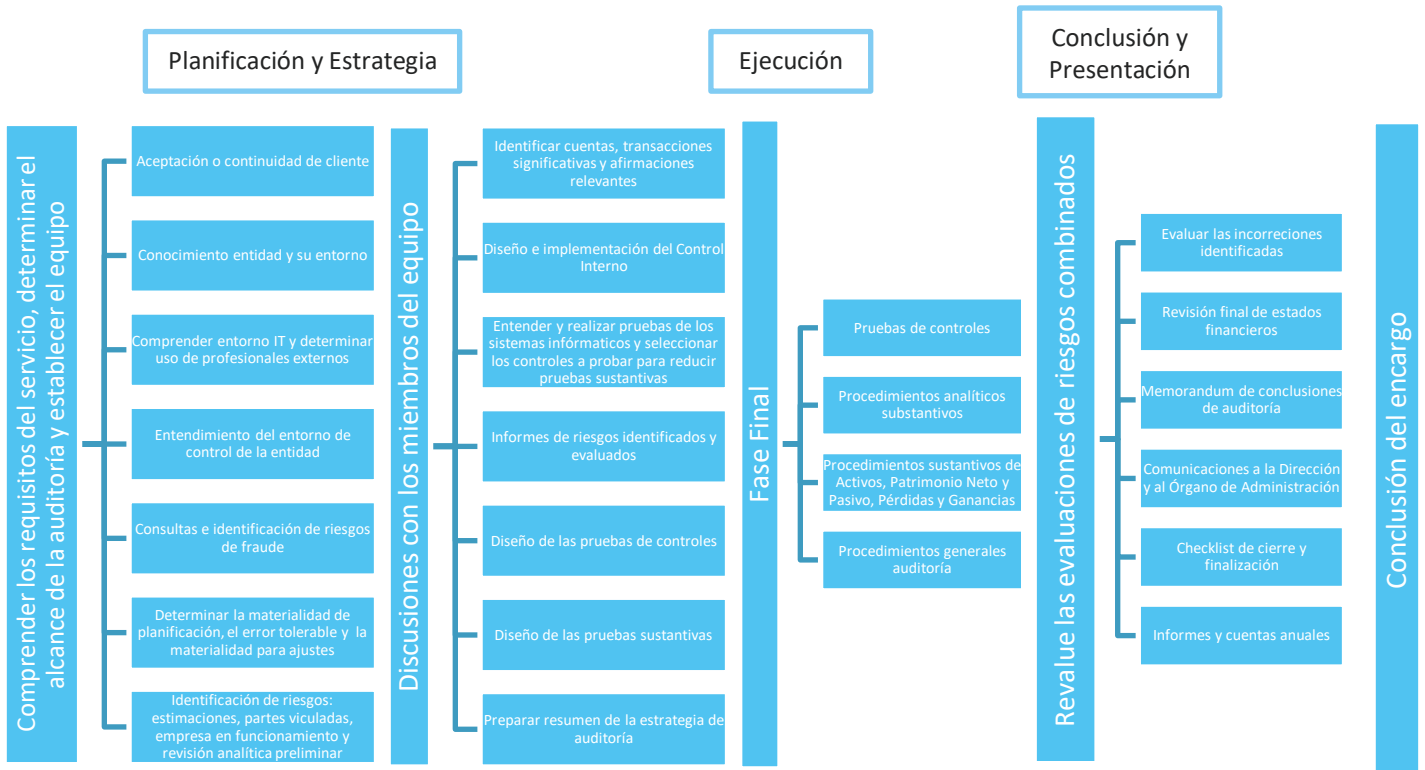 Planificación y Estrategia
Ejecución
Conclusión y
Presentación
Comprender los requisitos del servicio, determinar el
alcance de la auditoría y establecer el equipo
Aceptación o continuidad de cliente
Conocimiento entidad y su entorno
Comprender entorno IT y determinar
uso de profesionales externos
Entendimiento del entorno de
control de la entidad
Consultas e identificación de riesgos
de fraude
Determinar la materialidad de
planificación, el error tolerable y la
materialidad para ajustes
Identificación de riesgos:
estimaciones, partes viculadas,
empresa en funcionamiento y
revisión analítica preliminar
Discusiones con los miembros del equipo
Identificar cuentas, transacciones
significativas y afirmaciones
relevantes
Diseño e implementación del Control
Interno
Entender y realizar pruebas de los
sistemas infórmaticos y seleccionar
los controles a probar para reducir
pruebas sustantivas
Informes de riesgos identificados y
evaluados
Diseño de las pruebas de controles
Diseño de las pruebas sustantivas
Preparar resumen de la estrategia de
auditoría
Fase Final
Pruebas de controles
Procedimientos analíticos
substantivos
Procedimientos sustantivos de
Activos, Patrimonio Neto y
Pasivo, Pérdidas y Ganancias
Procedimientos generales
auditoría
Revalue las evaluaciones de riesgos combinados
Evaluar las incorreciones
identificadas
Revisión final de estados
financieros
Memorandum de conclusiones
de auditoría
Comunicaciones a la Dirección
y al Órgano de Administración
Checklist de cierre y
finalización
Informes y cuentas anuales
Conclusión del encargo